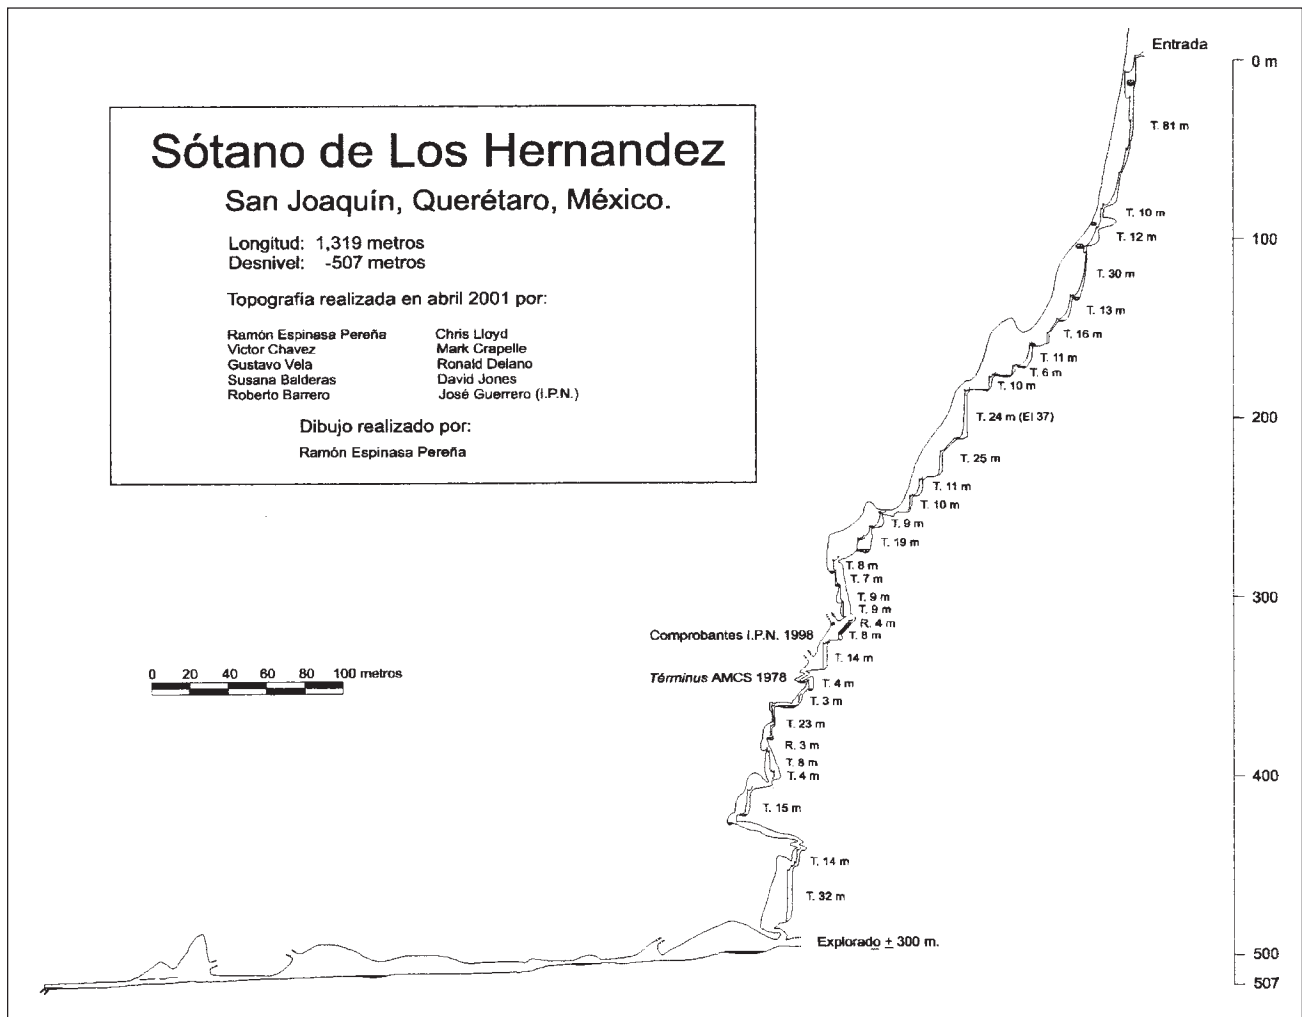 Entrada
0 m
Sótano de Los Hernandez
San Joaquín, Querétaro, México.
Longitud: 1,319 metros
Desnivel: -507 metros
Topografía realizada en abril 2001 por:
Ramón Espinasa Pereña Chris Lloyd
Victor Chavez Mark Crapelle
Gustavo Vela Ronald Delano
Susana Balderas David Jones
Roberto Barrero José Guerrero (I.P.N.)
Dibujo realizado por:
Ramón Espinasa Pereña
T. 81 m
T. 10 m
T. 12 m
100
T. 30 m
T. 13 m
T. 16 m
T. 11 m
T. 6 m
T. 10 m
T. 24 m (El 37)
200
T. 25 m
T. 11 m
T. 10 m
T. 9 m
T. 19 m
T. 8 m
T. 7 m
T. 9 m
300
T. 9 m
R. 4 m
Comprobantes I.P.N. 1998
T. 8 m
T. 14 m
0 20 40 60 80 100 metros
Términus AMCS 1978
T. 4 m
T. 3 m
T. 23 m
R. 3 m
T. 8 m
T. 4 m
400
T. 15 m
T. 14 m
T. 32 m
Explorado ± 300 m.
500
507